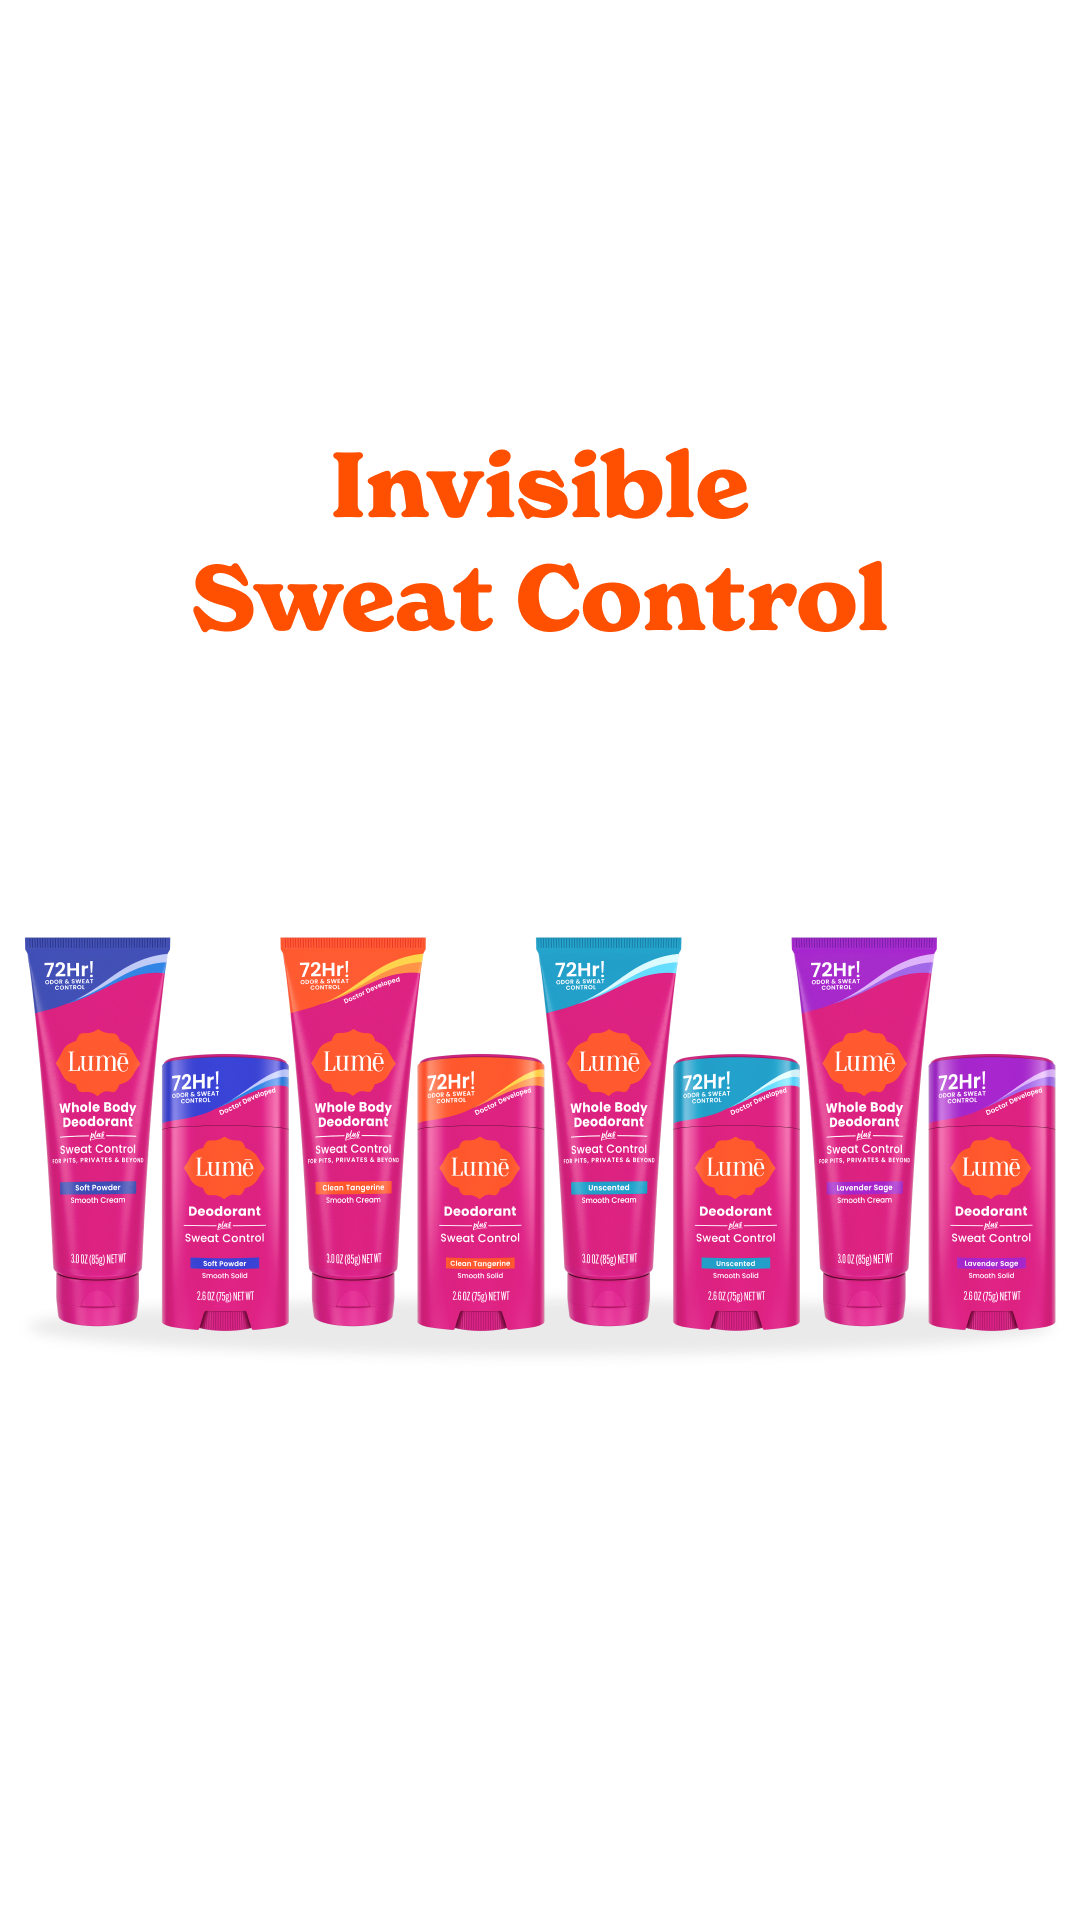 Invisible
Sweat Control
72Hr!
ODOR & SWEAT
CONTROL
Lumē
Whole Body
Deodorant
plus
Sweat Control
FOR PITS, PRIVATES & BEYOND
Soft Powder
Smooth Cream
3.0 OZ (85g) NET WT
72Hr!
ODOR & SWEAT
CONTROL
Doctor Developed
Lumē
Deodorant
plus
Sweat Control
Soft Powder
Smooth Solid
2.6 OZ (75g) NET WT
72Hr!
ODOR & SWEAT
CONTROL
Doctor Developed
Lumē
Whole Body
Deodorant
plus
Sweat Control
FOR PITS, PRIVATES & BEYOND
Clean Tangerine
Smooth Cream
3.0 OZ (85g) NET WT
72Hr!
ODOR & SWEAT
CONTROL
Doctor Developed
Lumē
Deodorant
plus
Sweat Control
Clean Tangerine
Smooth Solid
2.6 OZ (75g) NET WT
72Hr!
ODOR & SWEAT
CONTROL
Lumē
Whole Body
Deodorant
plus
Sweat Control
FOR PITS, PRIVATES & BEYOND
Unscented
Smooth Cream
3.0 OZ (85g) NET WT
72Hr!
ODOR & SWEAT
CONTROL
Doctor Developed
Lumē
Deodorant
plus
Sweat Control
Unscented
Smooth Solid
2.6 OZ (75g) NET WT
72Hr!
ODOR & SWEAT
CONTROL
Lumē
Whole Body
Deodorant
plus
Sweat Control
FOR PITS, PRIVATES & BEYOND
Lavender Sage
Smooth Cream
3.0 OZ (85g) NET WT
72Hr!
ODOR & SWEAT
CONTROL
Doctor Developed
Lumē
Deodorant
plus
Sweat Control
Lavender Sage
Smooth Solid
2.6 OZ (75g) NET WT